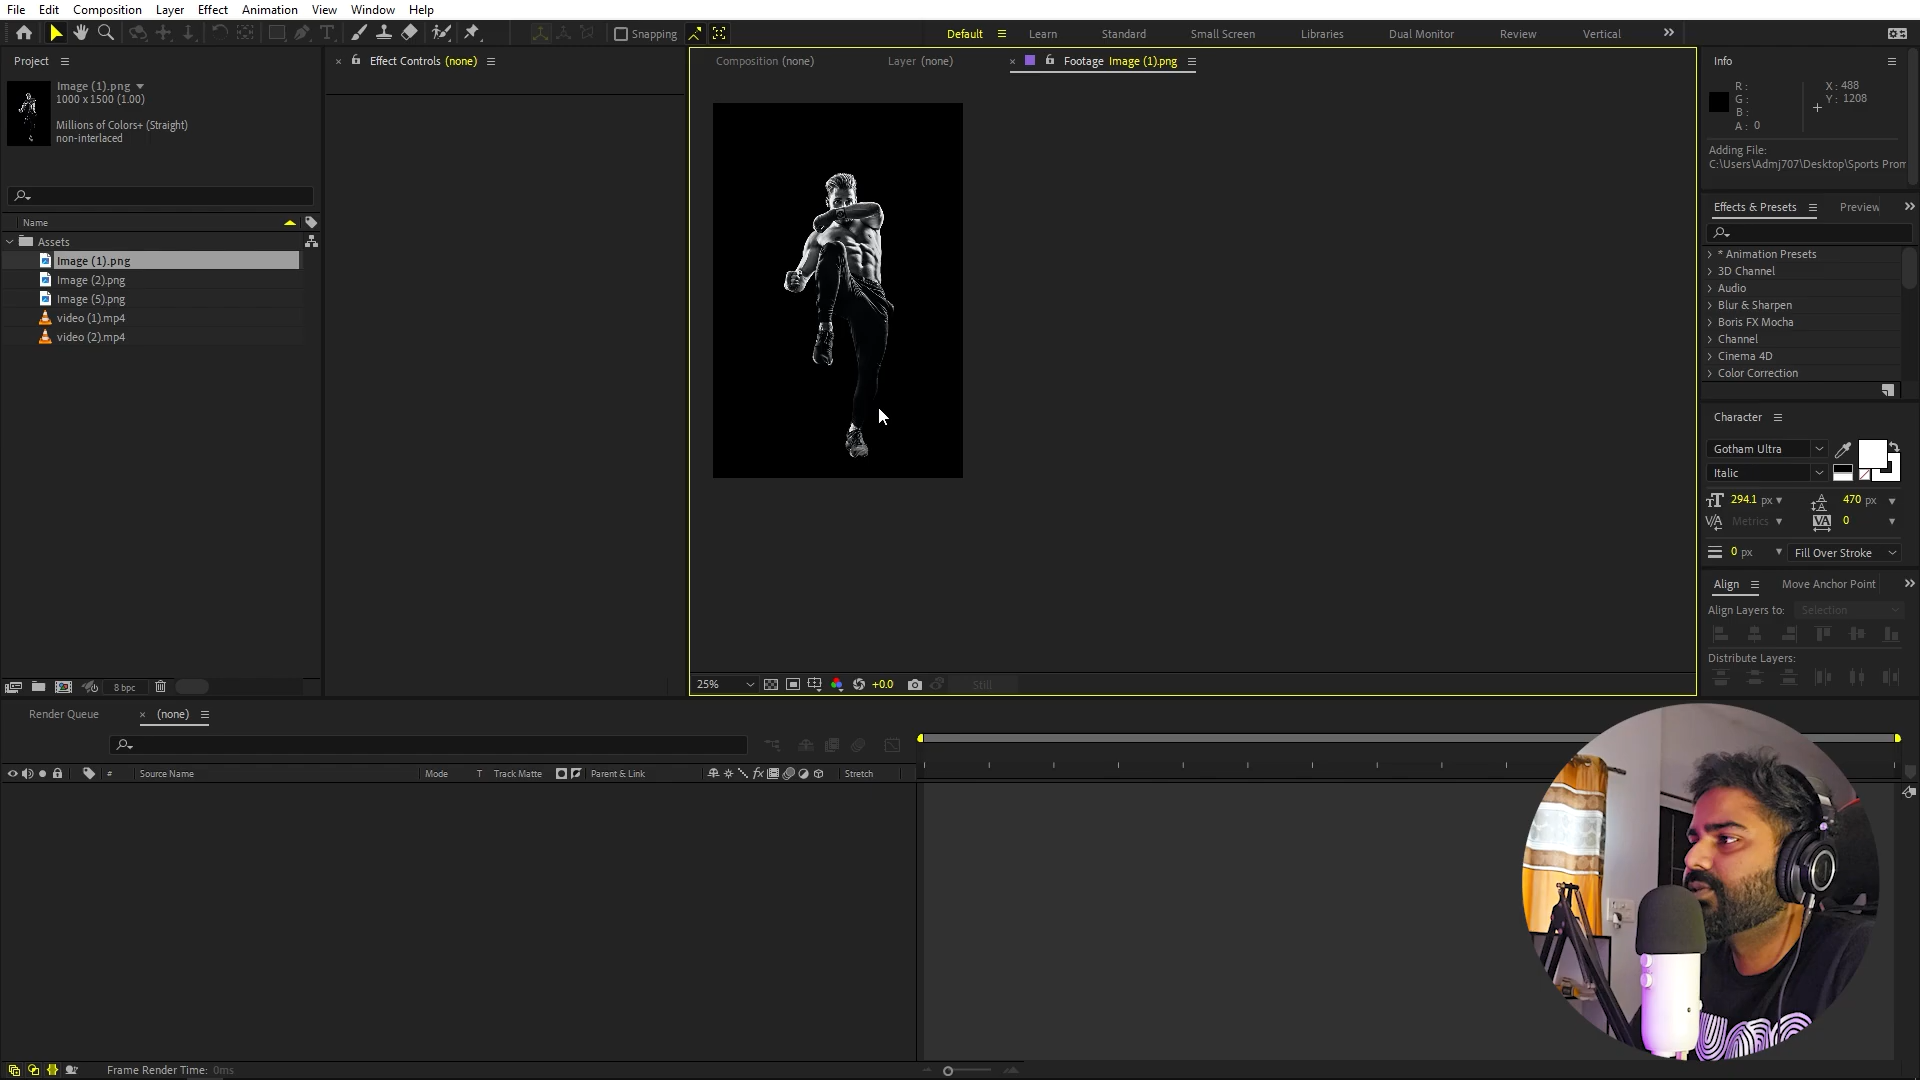 File Edit Composition Layer Effect Animation View Window Help
Snapping
Default Learn Standard Small Screen Libraries Dual Monitor Review Vertical
Project
Image (1).png
1000 x 1500 (1.00)
Millions of Colors+ (Straight)
non-interlaced
Name
Assets
Image (1).png
Image (2).png
Image (5).png
video (1).mp4
video (2).mp4
8 bpc
Effect Controls (none)
Composition (none) Layer (none) Footage Image (1).png
25% +0.0 Still
Info
R :
G :
B :
A : 0
X : 488
Y : 1208
Adding File:
C:\Users\Admj707\Desktop\Sports Prom
Effects & Presets Preview
* Animation Presets
3D Channel
Audio
Blur & Sharpen
Boris FX Mocha
Channel
Cinema 4D
Color Correction
Character
Gotham Ultra
Italic
294.1 px 470 px
Metrics 0
0 px Fill Over Stroke
Align Move Anchor Point
Align Layers to: Selection
Distribute Layers:
Render Queue (none)
# Source Name Mode T Track Matte Parent & Link Stretch
Frame Render Time: 0ms